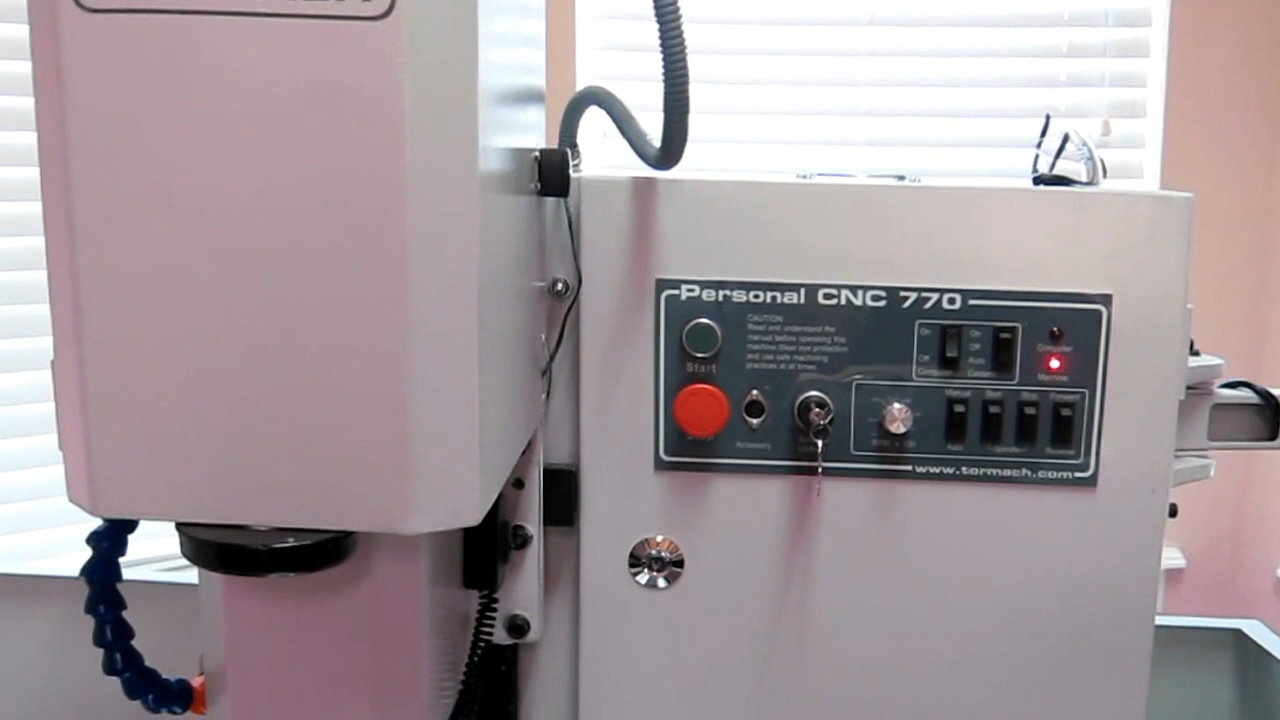 Personal CNC 770
CAUTION
Read and understand the
manual before operating this
machine. Wear eye protection
and use safe machining
practices at all times.
Start
On
Off
Computer
On
Off
Auto
Coolant
Computer
Machine
Accessory
Manual
Auto
Start
Stop
Spindle
Forward
Reverse
www.tormach.com